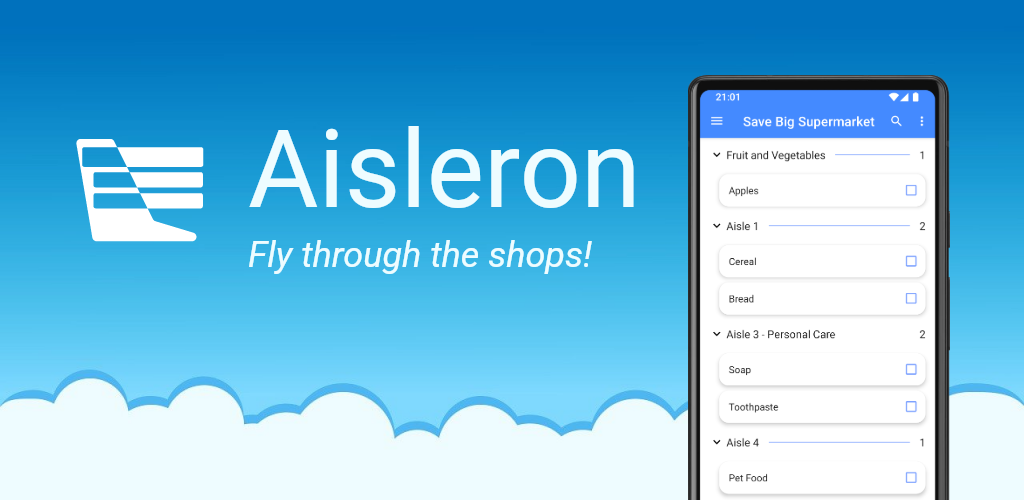 Aisleron
Fly through the shops!
21:01
Save Big Supermarket
Fruit and Vegetables 1
Apples
Aisle 1 2
Cereal
Bread
Aisle 3 - Personal Care 2
Soap
Toothpaste
Aisle 4 1
Pet Food